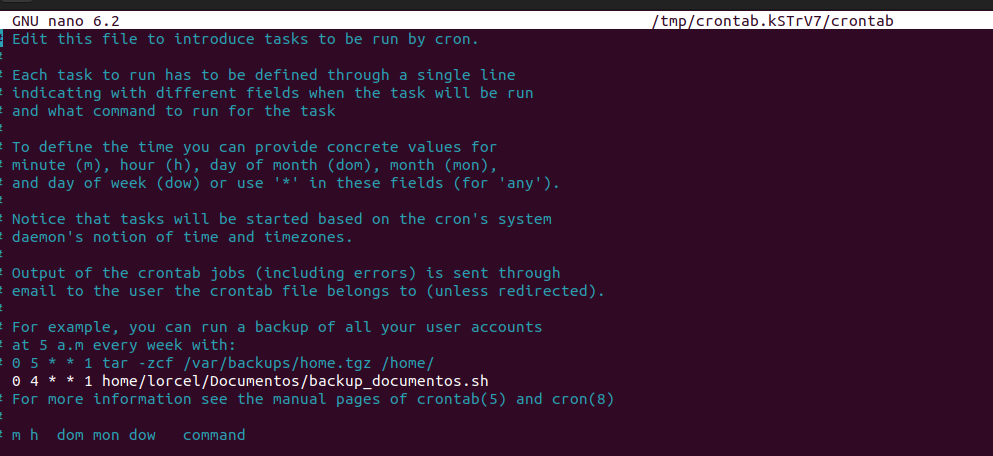 GNU nano 6.2 /tmp/crontab.kSTrV7/crontab
# Edit this file to introduce tasks to be run by cron.
#
# Each task to run has to be defined through a single line
# indicating with different fields when the task will be run
# and what command to run for the task
#
# To define the time you can provide concrete values for
# minute (m), hour (h), day of month (dom), month (mon),
# and day of week (dow) or use '*' in these fields (for 'any').
#
# Notice that tasks will be started based on the cron's system
# daemon's notion of time and timezones.
#
# Output of the crontab jobs (including errors) is sent through
# email to the user the crontab file belongs to (unless redirected).
#
# For example, you can run a backup of all your user accounts
# at 5 a.m every week with:
# 0 5 * * 1 tar -zcf /var/backups/home.tgz /home/
0 4 * * 1 home/lorcel/Documentos/backup_documentos.sh
# For more information see the manual pages of crontab(5) and cron(8)
#
# m h  dom mon dow   command